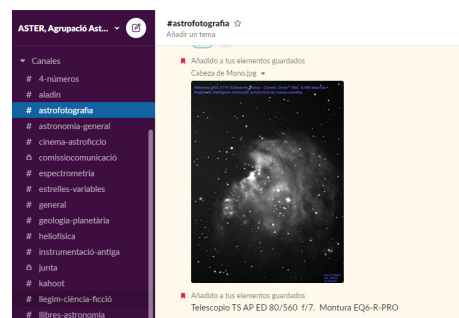 ASTER, Agrupació Ast...
Canales
# 4-números
# aladin
# astrofotografia
# astronomia-general
# cinema-astroficcio
comissiocomunicació
# espectrometria
# estrelles-variables
# general
# geologia-planetària
# heliofísica
# instrumentació-antiga
junta
# kahoot
# llegim-ciència-ficció
# llibres-astronomia
#astrofotografia
Añadir un tema
Añadido a tus elementos guardados
Cabeza de Mono.jpg
Añadido a tus elementos guardados
Telescopio TS AP ED 80/560 f/7. Montura EQ6-R-PRO